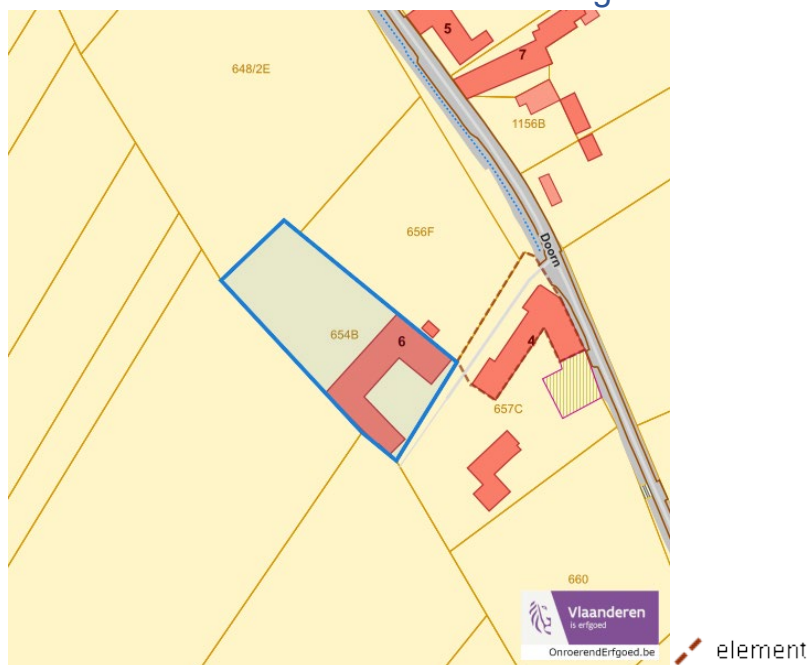 5
7
648/2E
1156B
656F
Doorn
654B
6
4
657C
660
Vlaanderen
is erfgoed
OnroerendErfgoed.be
element